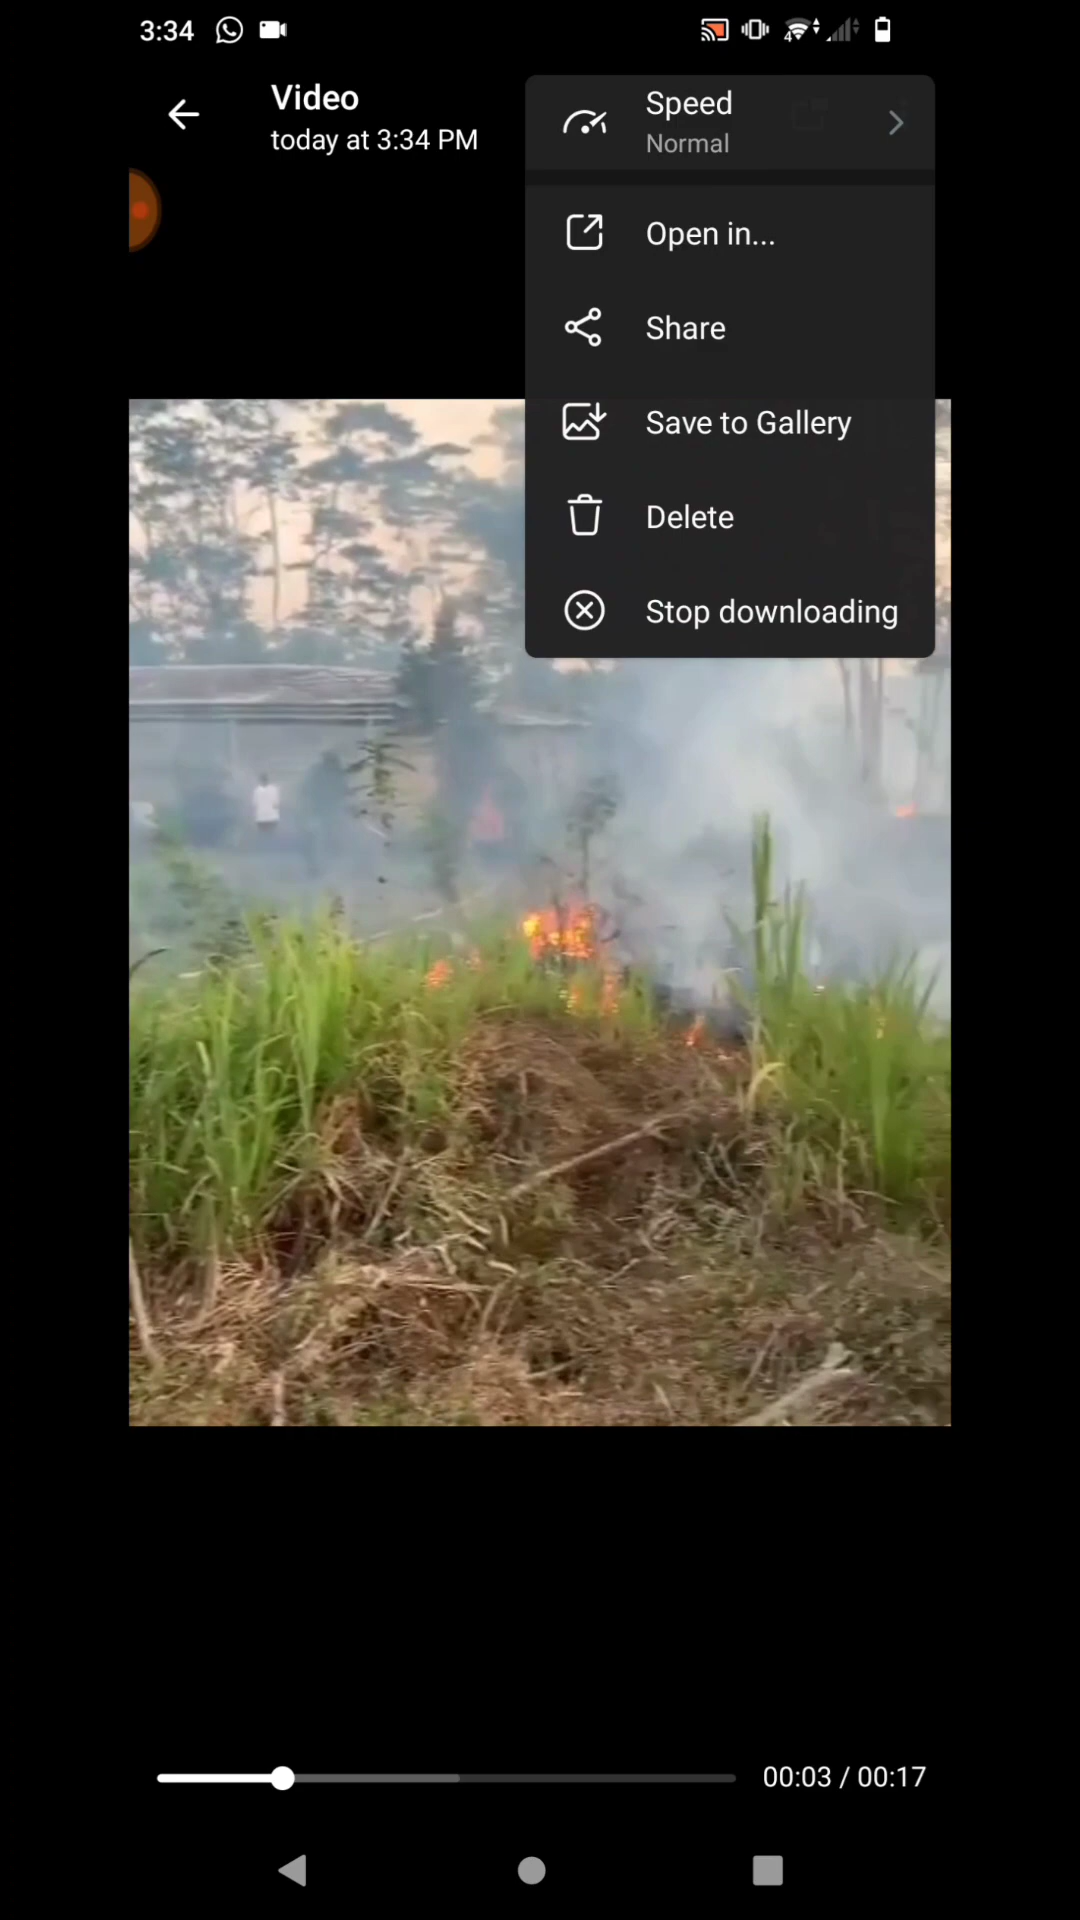 3:34
Video
today at 3:34 PM
Speed
Normal
Open in...
Share
Save to Gallery
Delete
Stop downloading
00:03 / 00:17